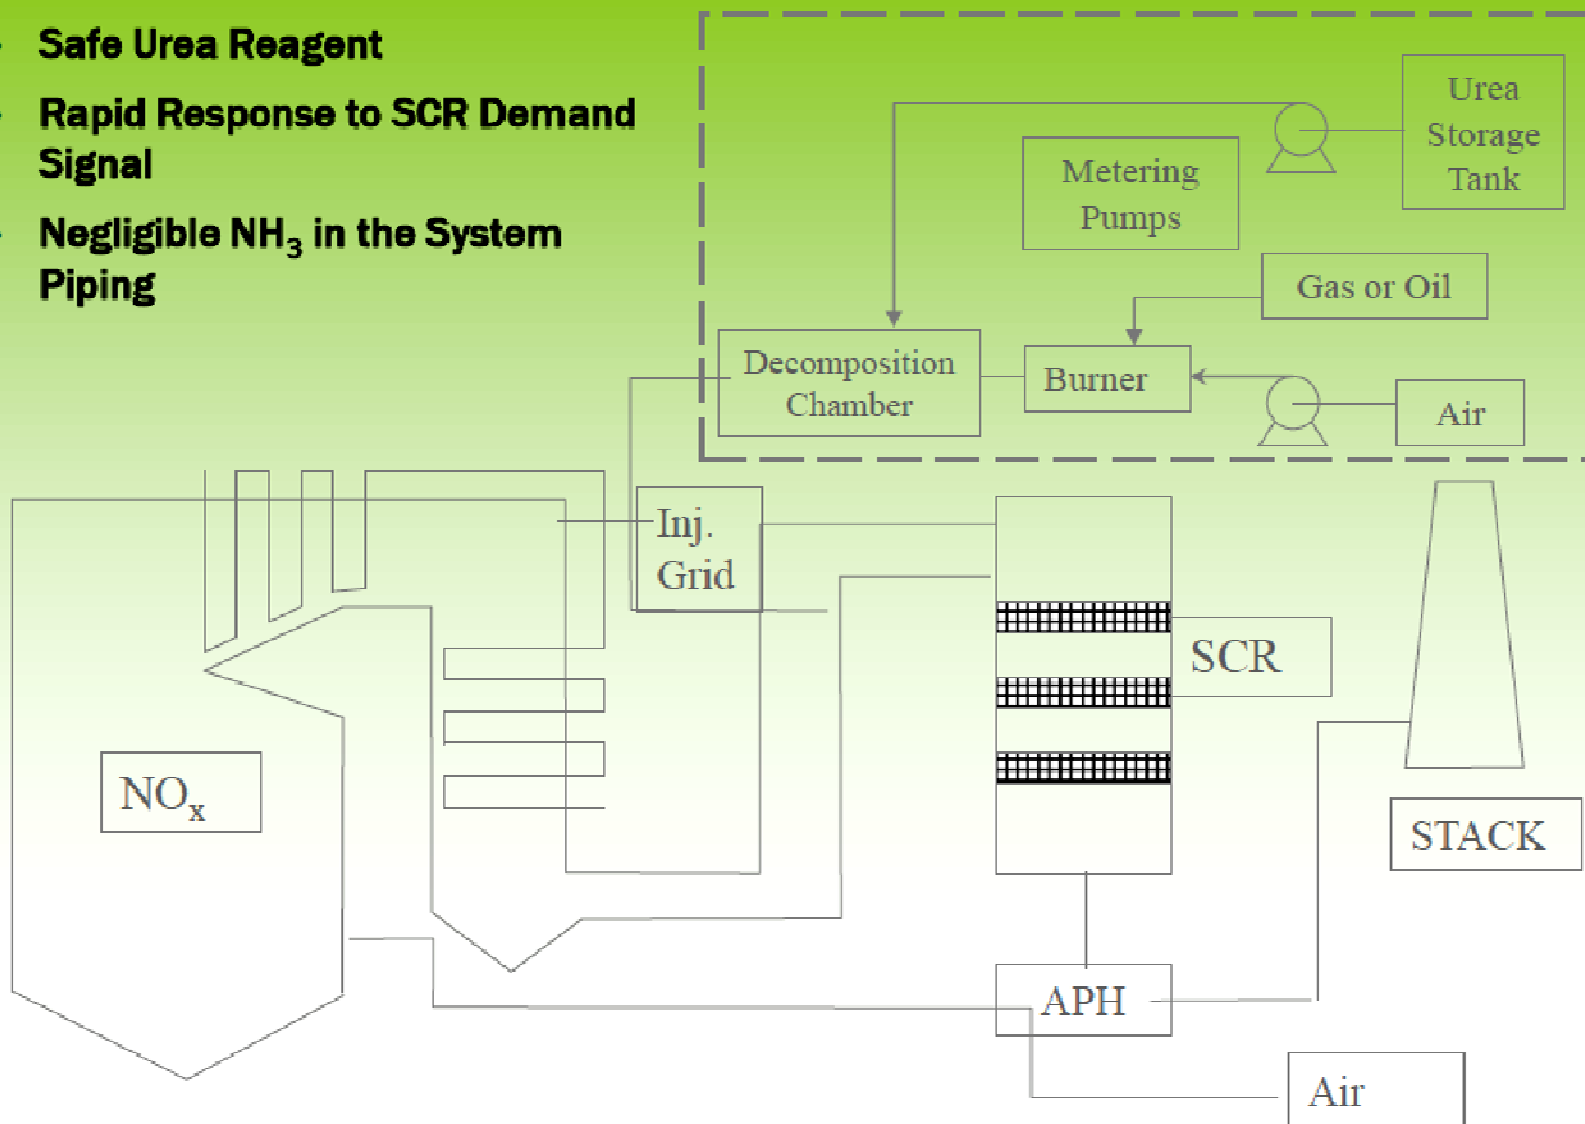 Safe Urea Reagent
Rapid Response to SCR Demand
Signal
Negligible NH₃ in the System
Piping
Urea
Storage
Tank
Metering
Pumps
Gas or Oil
Decomposition
Chamber
Burner
Air
Inj.
Grid
SCR
NOₓ
STACK
APH
Air